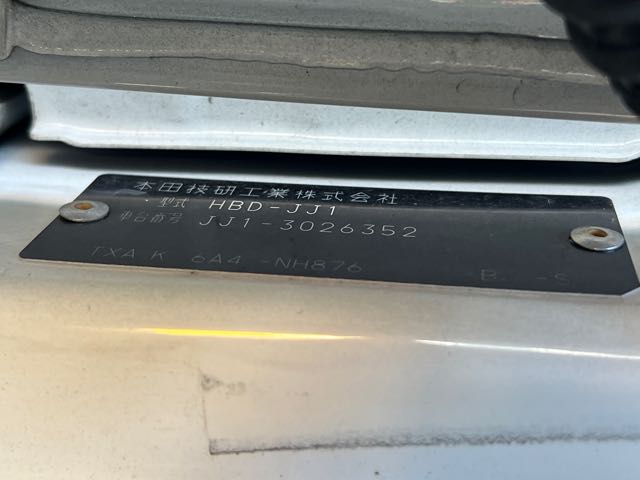 本田技研工業株式会社
型式 HBD-JJ1
車台番号 JJ1-3026352
TXA K 6A4 -NH876 B. -S